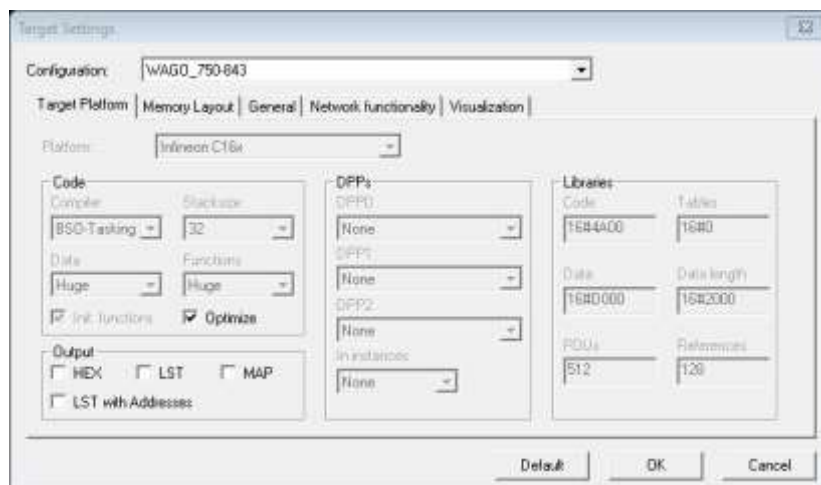 Target Settings
Configuration: WAGO_750-843
Target Platform Memory Layout General Network functionality Visualization
Platform: Infineon C16x
Code
Compiler Stack size
BSO-Tasking 32
Data Functions
Huge Huge
Init. functions Optimize
Output
HEX LST MAP
LST with Addresses
DPPs
DPP0
None
DPP1
None
DPP2
None
In instances:
None
Libraries
Code Tables
16#4A00 16#0
Data Data length
16#D000 16#2000
POUs References
512 128
Default OK Cancel